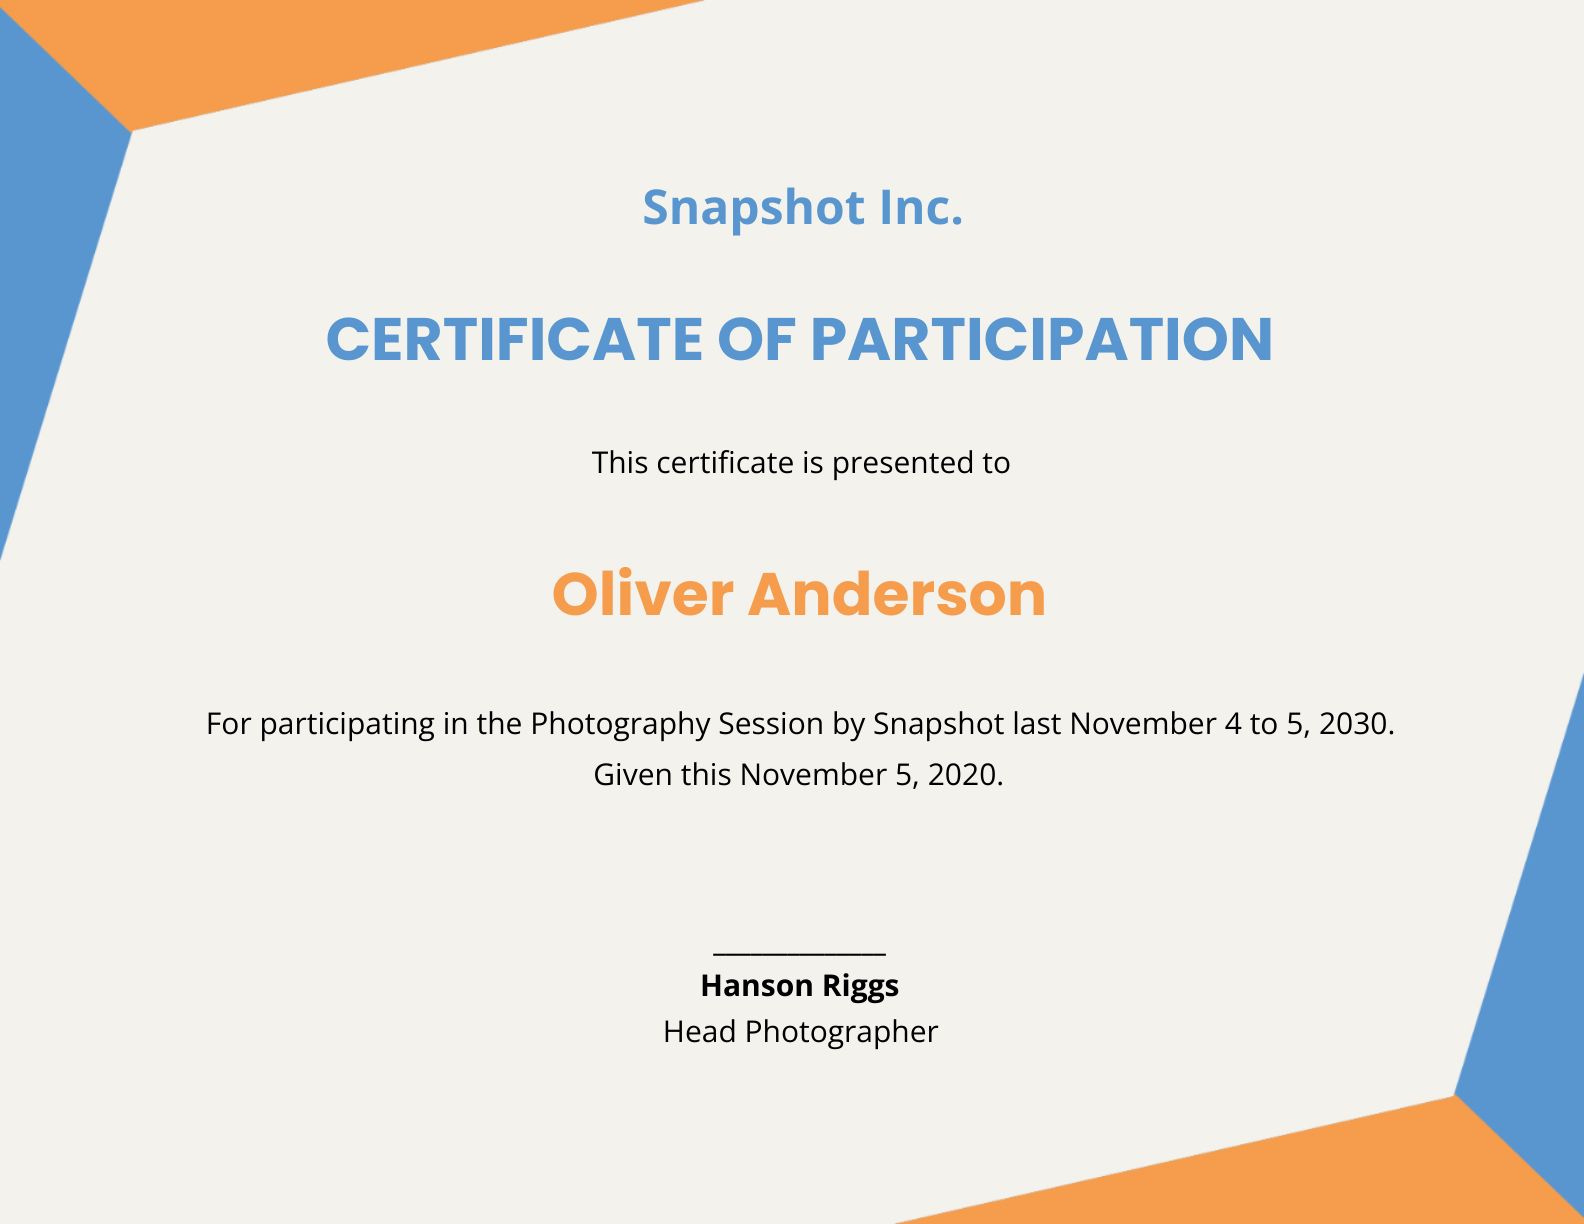 Snapshot Inc.
CERTIFICATE OF PARTICIPATION
This certificate is presented to
Oliver Anderson
For participating in the Photography Session by Snapshot last November 4 to 5, 2030.
Given this November 5, 2020.
Hanson Riggs
Head Photographer